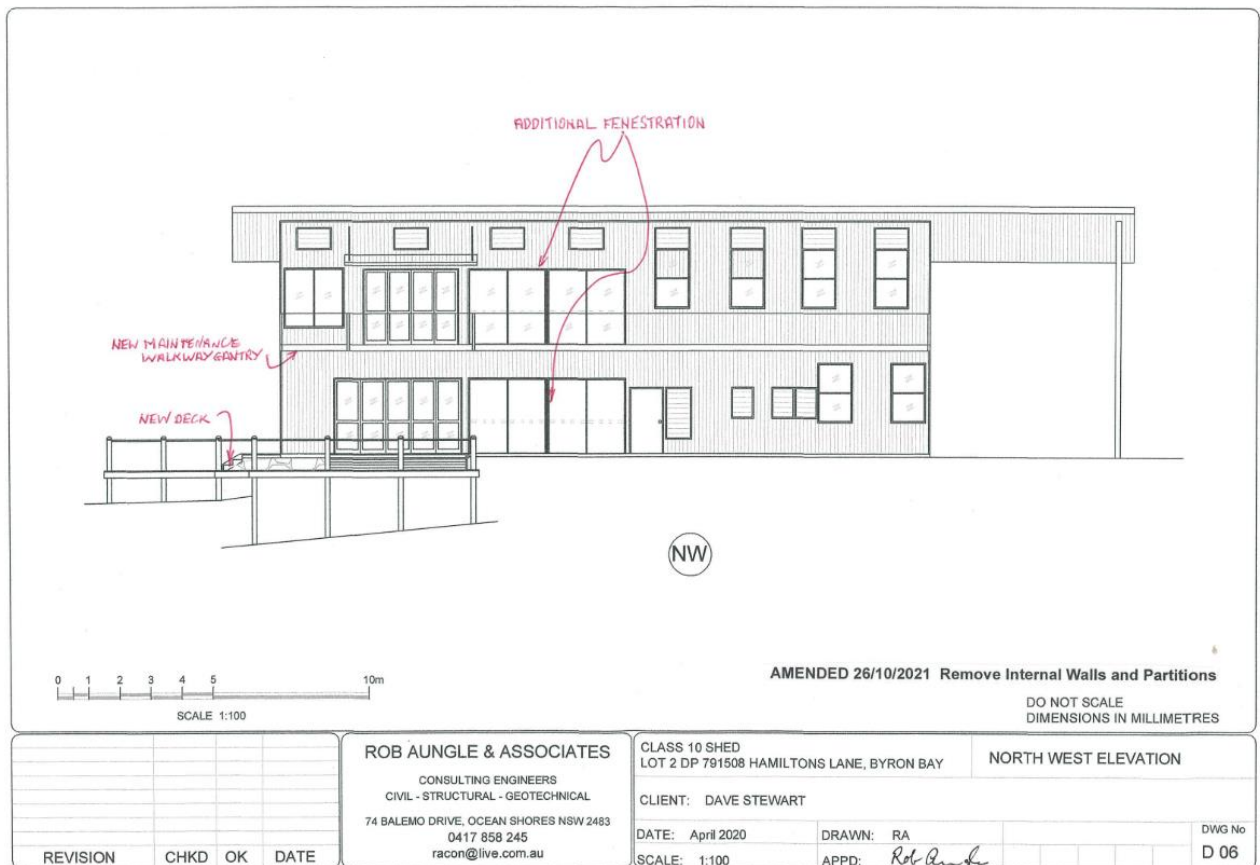 ADDITIONAL FENESTRATION
NEW MAINTENANCE
WALKWAY GANTRY
NEW DECK
NW
0 1 2 3 4 5 10m
SCALE 1:100
AMENDED 26/10/2021 Remove Internal Walls and Partitions
DO NOT SCALE
DIMENSIONS IN MILLIMETRES
REVISION CHKD OK DATE
ROB AUNGLE & ASSOCIATES
CONSULTING ENGINEERS
CIVIL - STRUCTURAL - GEOTECHNICAL
74 BALEMO DRIVE, OCEAN SHORES NSW 2483
0417 858 245
racon@live.com.au
CLASS 10 SHED
LOT 2 DP 791508 HAMILTONS LANE, BYRON BAY
NORTH WEST ELEVATION
CLIENT: DAVE STEWART
DATE: April 2020 DRAWN: RA
SCALE: 1:100 APPD: Rob Aungle
DWG No
D 06